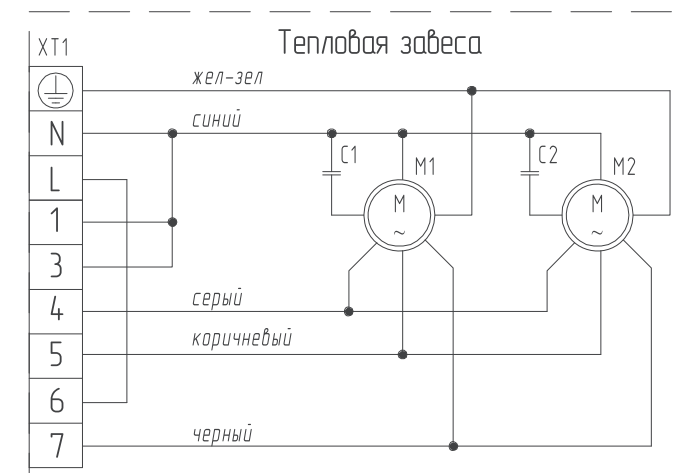 Тепловая завеса
XT1
жел-зел
N
синий
C1
M1
C2
M2
L
1
M
~
M
~
3
серый
4
коричневый
5
6
черный
7